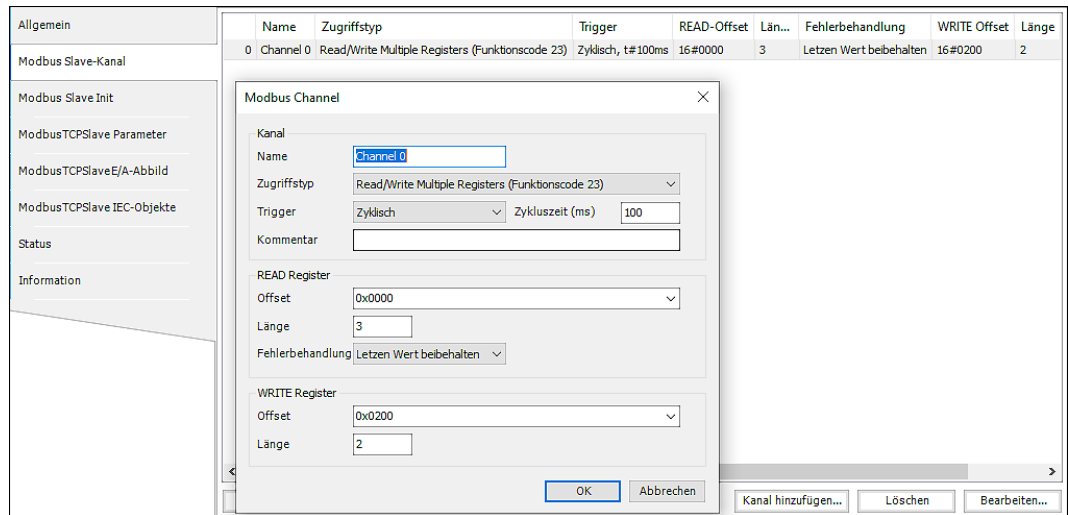 Allgemein
Modbus Slave-Kanal
Modbus Slave Init
ModbusTCPSlave Parameter
ModbusTCPSlaveE/A-Abbild
ModbusTCPSlave IEC-Objekte
Status
Information
Name Zugriffstyp Trigger READ-Offset Län... Fehlerbehandlung WRITE Offset Länge
0 Channel 0 Read/Write Multiple Registers (Funktionscode 23) Zyklisch, t#100ms 16#0000 3 Letzen Wert beibehalten 16#0200 2
Modbus Channel
Kanal
Name Channel 0
Zugriffstyp Read/Write Multiple Registers (Funktionscode 23)
Trigger Zyklisch Zykluszeit (ms) 100
Kommentar
READ Register
Offset 0x0000
Länge 3
Fehlerbehandlung Letzen Wert beibehalten
WRITE Register
Offset 0x0200
Länge 2
OK Abbrechen
Kanal hinzufügen... Löschen Bearbeiten...